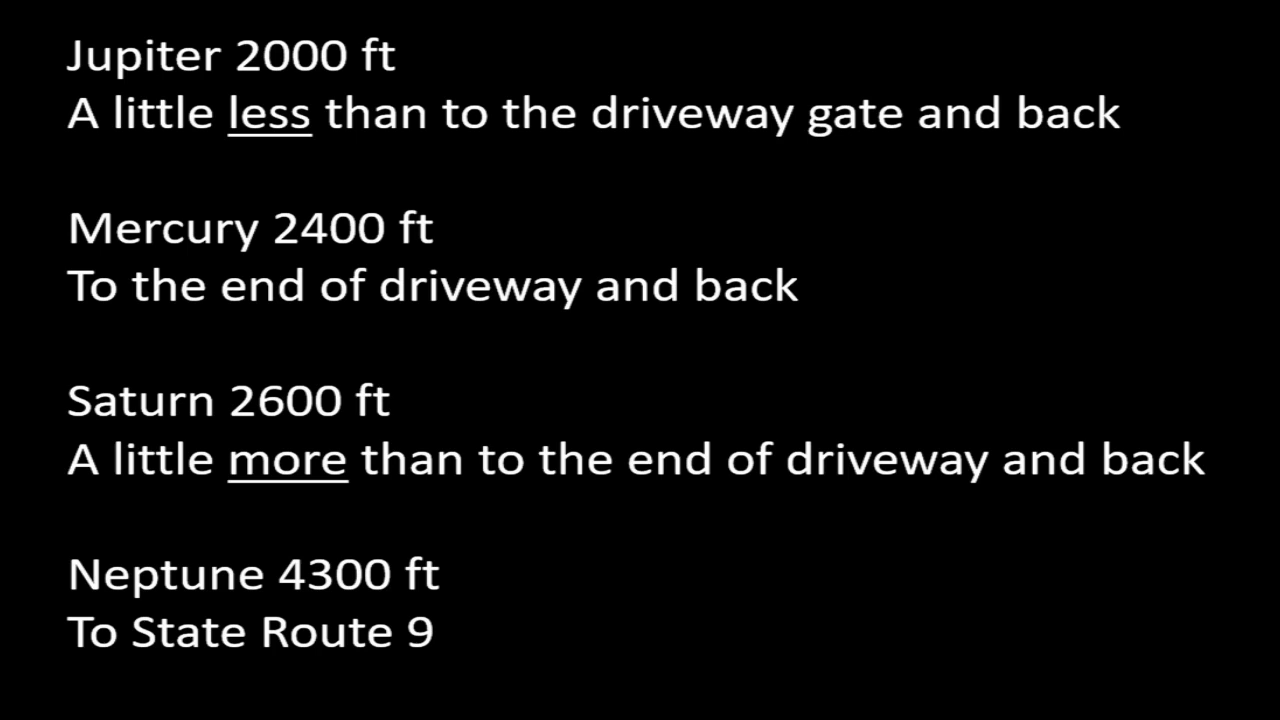 Jupiter 2000 ft
A little less than to the driveway gate and back
Mercury 2400 ft
To the end of driveway and back
Saturn 2600 ft
A little more than to the end of driveway and back
Neptune 4300 ft
To State Route 9